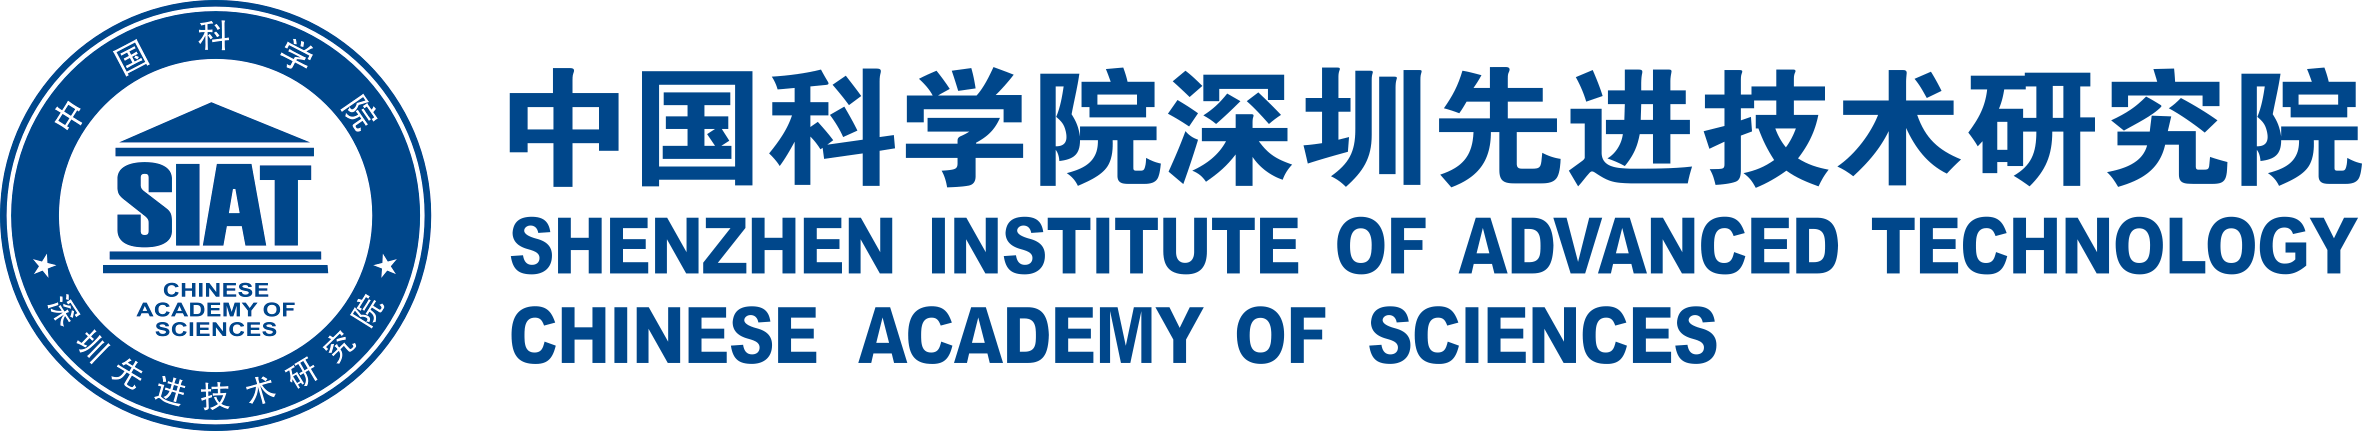 中国科学院
SIAT
CHINESE
ACADEMY OF
SCIENCES
深圳先进技术研究院
中国科学院深圳先进技术研究院
SHENZHEN INSTITUTE OF ADVANCED TECHNOLOGY
CHINESE ACADEMY OF SCIENCES